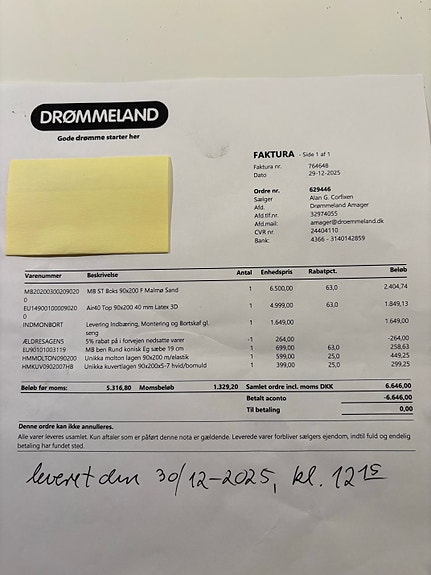 DRØMMELAND
Gode drømme starter her
FAKTURA - Side 1 af 1
Faktura nr. 764648
Dato 29-12-2025
Ordre nr. 629446
Sælger Alan G. Corfixen
Afd. Drømmeland Amager
Afd.tlf.nr. 32974055
Afd.mail: amager@droemmeland.dk
CVR nr. 24404110
Bank: 4366 - 3140142859
Varenummer Beskrivelse Antal Enhedspris Rabatpct. Beløb
MB20200300209020 MB ST Boks 90x200 F Malmø Sand 1 6.500,00 63,0 2.404,74
0
EU14900100009020 Air40 Top 90x200 40 mm Latex 3D 1 4.999,00 63,0 1.849,13
0
INDMONBORT Levering Indbæring, Montering og Bortskaf gl. 1 1.649,00 1.649,00
seng
ÆLDRESAGENS 5% rabat på i forvejen nedsatte varer -1 264,00 -264,00
EU90101003119 MB ben Rund konisk Eg sæbe 19 cm 1 699,00 63,0 258,63
HMMOLTON090200 Unikka molton lagen 90x200 m/elastik 1 599,00 25,0 449,25
HMKUV0907200HB Unikka kuvertlagen 90x200x5-7 hvid/bomuld 1 399,00 25,0 299,25
Beløb før moms: 5.316,80 Momsbeløb 1.329,20 Samlet ordre incl. moms DKK 6.646,00
Betalt aconto -6.646,00
Til betaling 0,00
Denne ordre kan ikke annulleres.
Alle varer leveres usamlet. Kun aftaler som er påført denne nota er gældende. Leverede varer forbliver sælgers ejendom, indtil fuld og endelig
betaling har fundet sted.
leveret den 30/12-2025, kl. 12 15